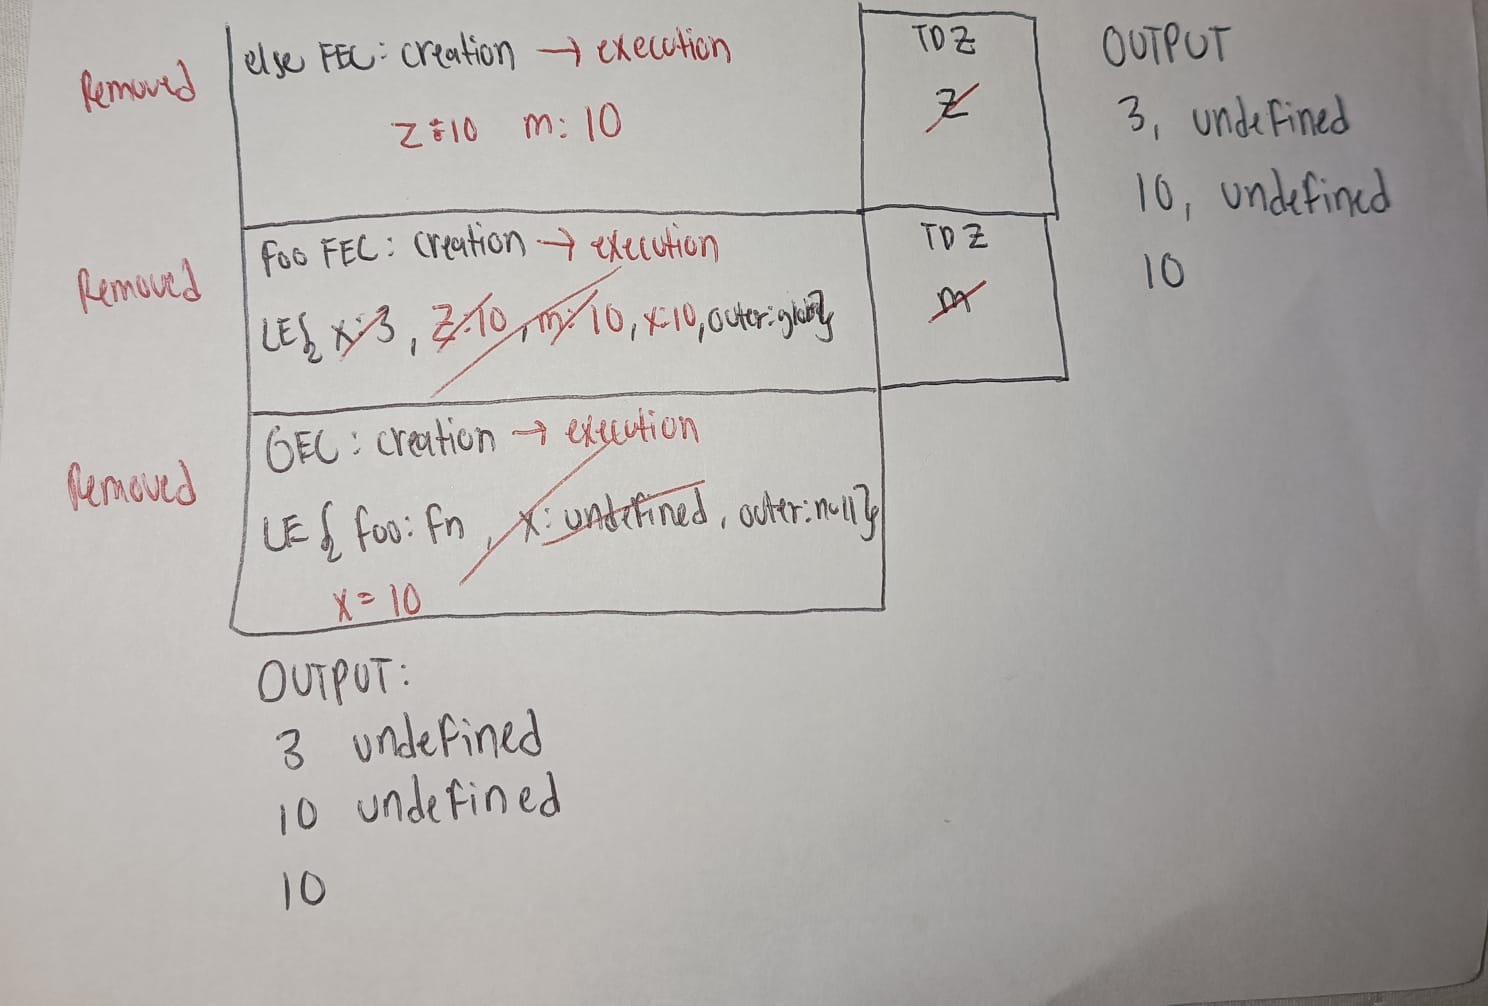 Removed
else FEC: creation → execution
z:10 m: 10
TDZ
z
OUTPUT
3, undefined
10, undefined
10
Removed
foo FEC: creation → execution
LE{ x:3, z:10, m: 10, x:10, outer:
TDZ
m
Removed
GEC: creation → execution
LE { foo: fn, x: undefined, outer: null}
x = 10
OUTPUT:
3 undefined
10 undefined
10